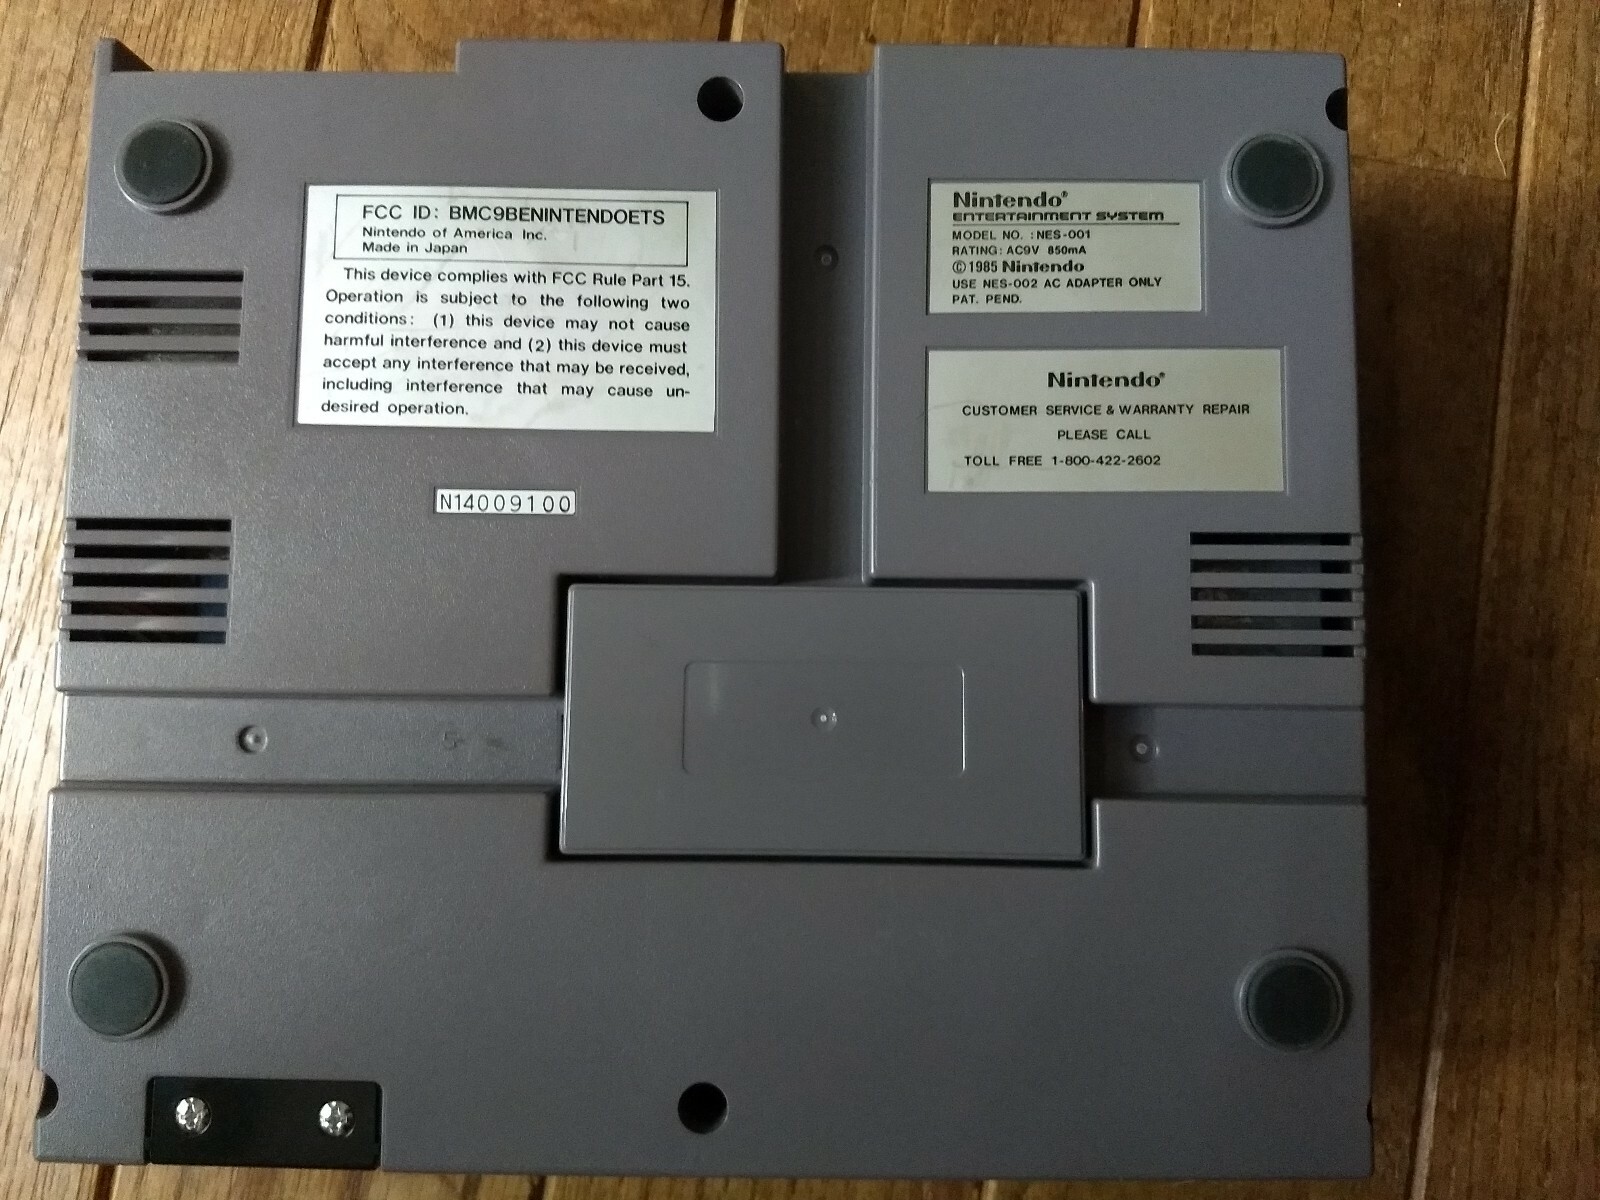 FCC ID: BMC9BENINTENDOETS
Nintendo of America Inc.
Made in Japan
This device complies with FCC Rule Part 15.
Operation is subject to the following two
conditions: (1) this device may not cause
harmful interference and (2) this device must
accept any interference that may be received,
including interference that may cause un-
desired operation.
N14009100
Nintendo®
ENTERTAINMENT SYSTEM
MODEL NO. :NES-001
RATING: AC9V 850mA
©1985 Nintendo
USE NES-002 AC ADAPTER ONLY
PAT. PEND.
Nintendo®
CUSTOMER SERVICE & WARRANTY REPAIR
PLEASE CALL
TOLL FREE 1-800-422-2602